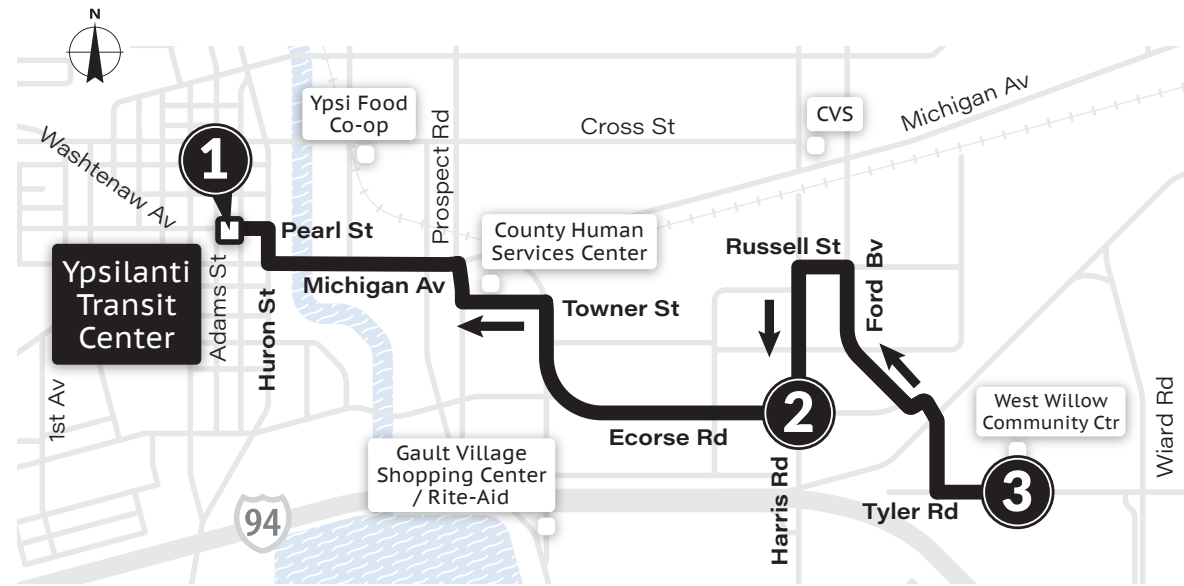 N
Ypsi Food
Co-op
Prospect Rd
Cross St
CVS
Michigan Av
Washtenaw Av
1
Pearl St
County Human
Services Center
Russell St
Ford Bv
Ypsilanti
Transit
Center
Adams St
Huron St
Michigan Av
Towner St
1st Av
2
West Willow
Community Ctr
Wiard Rd
Ecorse Rd
Gault Village
Shopping Center
/ Rite-Aid
Harris Rd
Tyler Rd
3
94